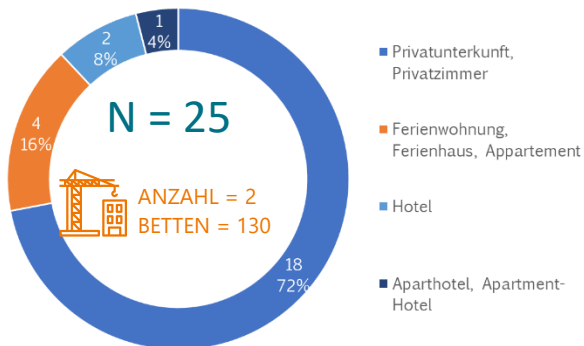 1
4%
2
8%
4
16%
N = 25
ANZAHL = 2
BETTEN = 130
18
72%
Privatunterkunft,
Privatzimmer
Ferienwohnung,
Ferienhaus, Appartement
Hotel
Aparthotel, Apartment-
Hotel